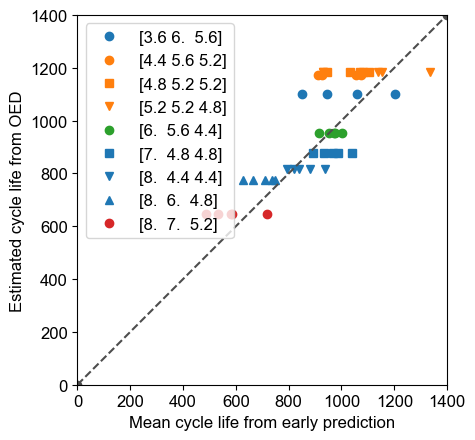 1400
1200
1000
800
600
400
200
0
Estimated cycle life from OED
[3.6 6.  5.6]
[4.4 5.6 5.2]
[4.8 5.2 5.2]
[5.2 5.2 4.8]
[6.  5.6 4.4]
[7.  4.8 4.8]
[8.  4.4 4.4]
[8.  6.  4.8]
[8.  7.  5.2]
0 200 400 600 800 1000 1200 1400
Mean cycle life from early prediction